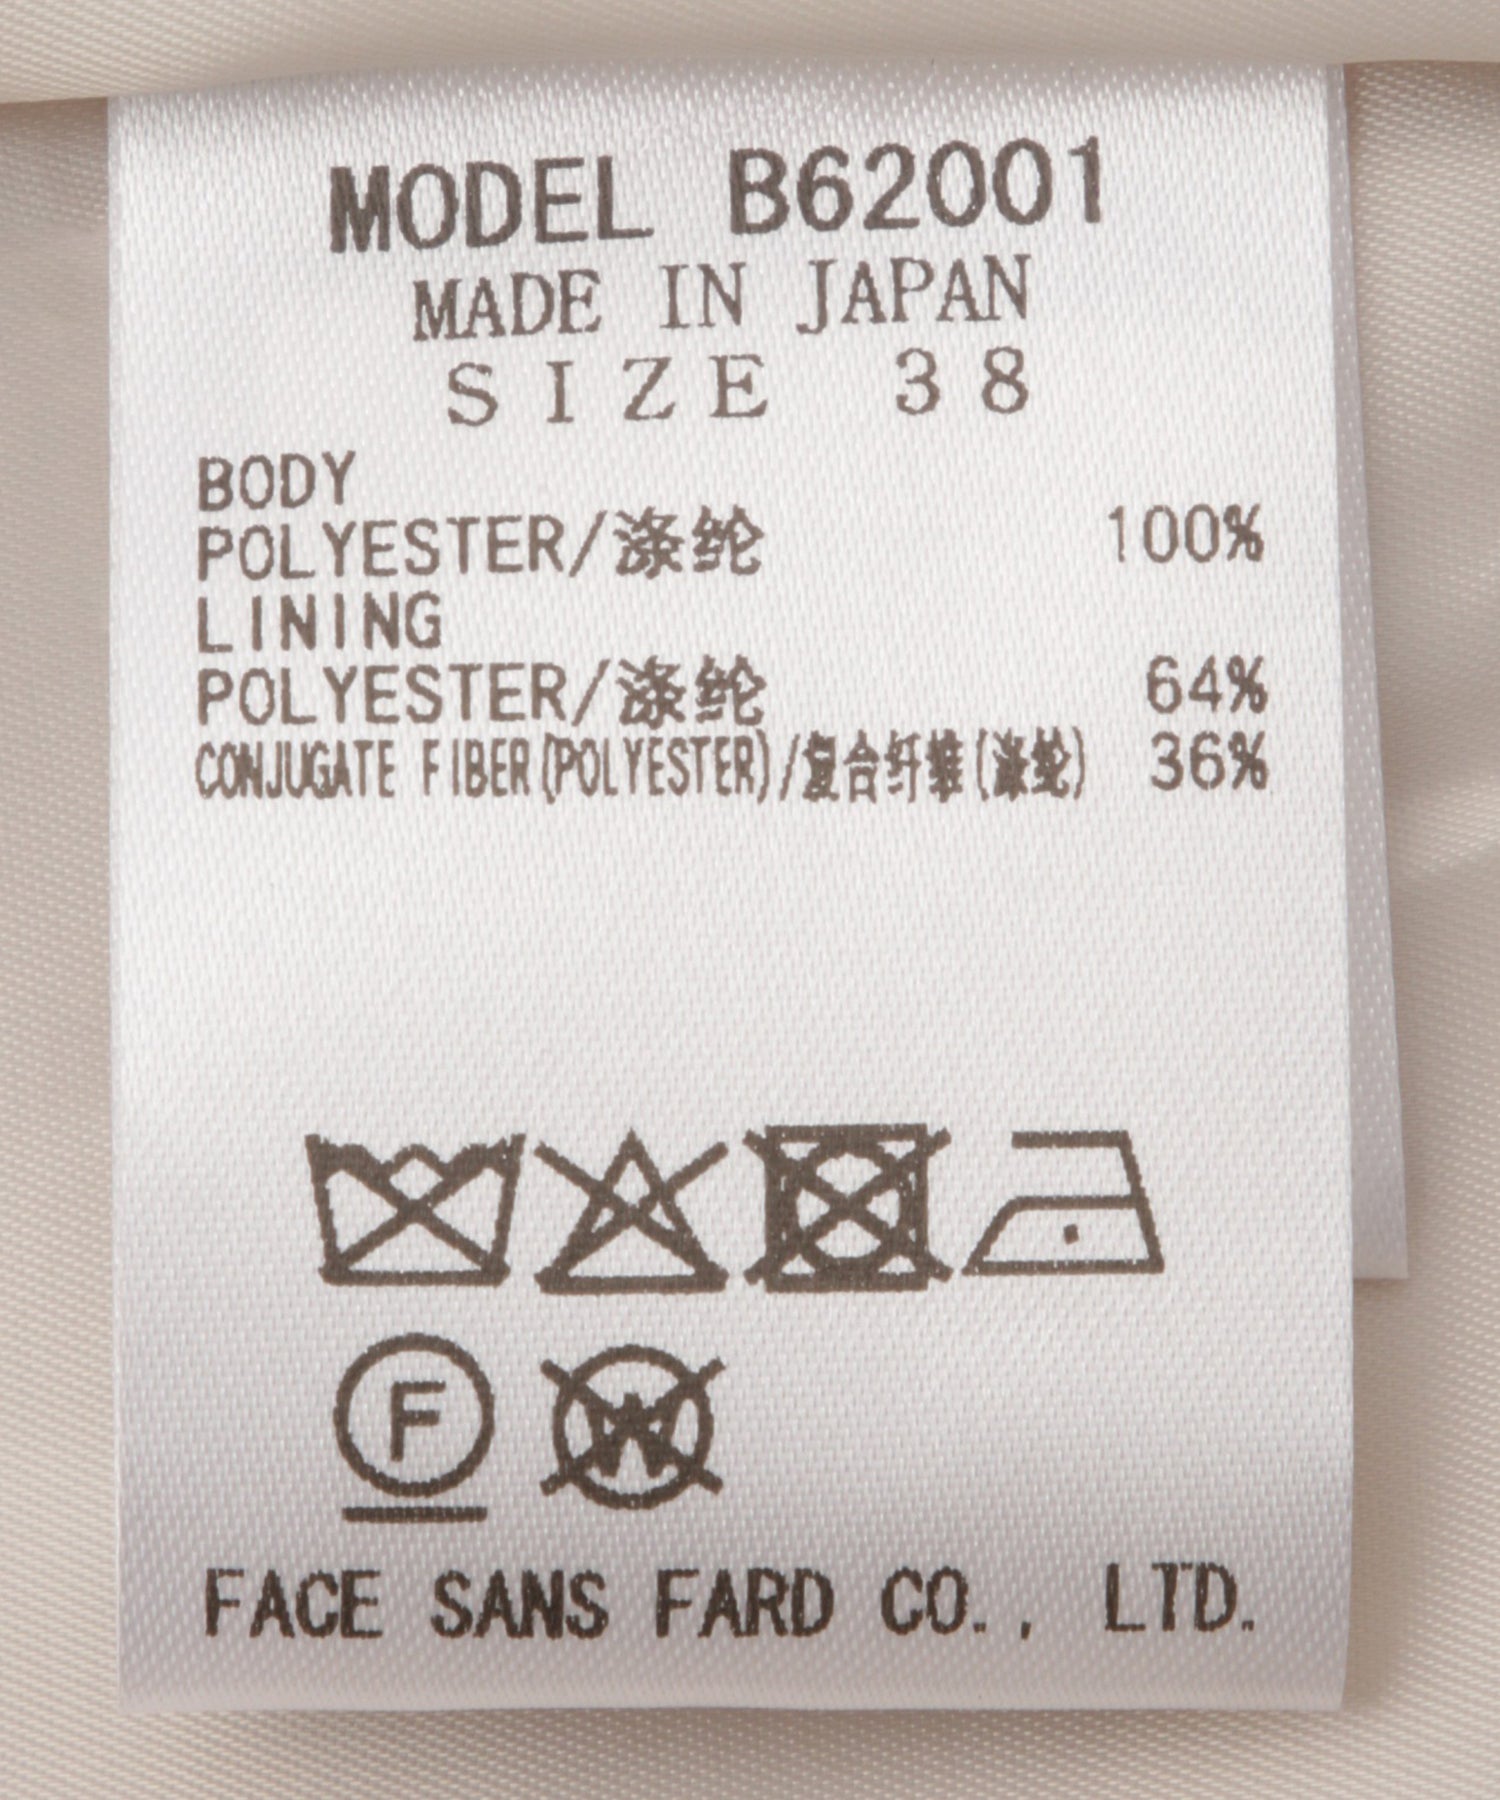 MODEL B62001
MADE IN JAPAN
SIZE 38
BODY
POLYESTER/涤纶 100%
LINING
POLYESTER/涤纶 64%
CONJUGATE FIBER(POLYESTER)/复合纤维(涤纶) 36%
F W
FACE SANS FARD CO., LTD.